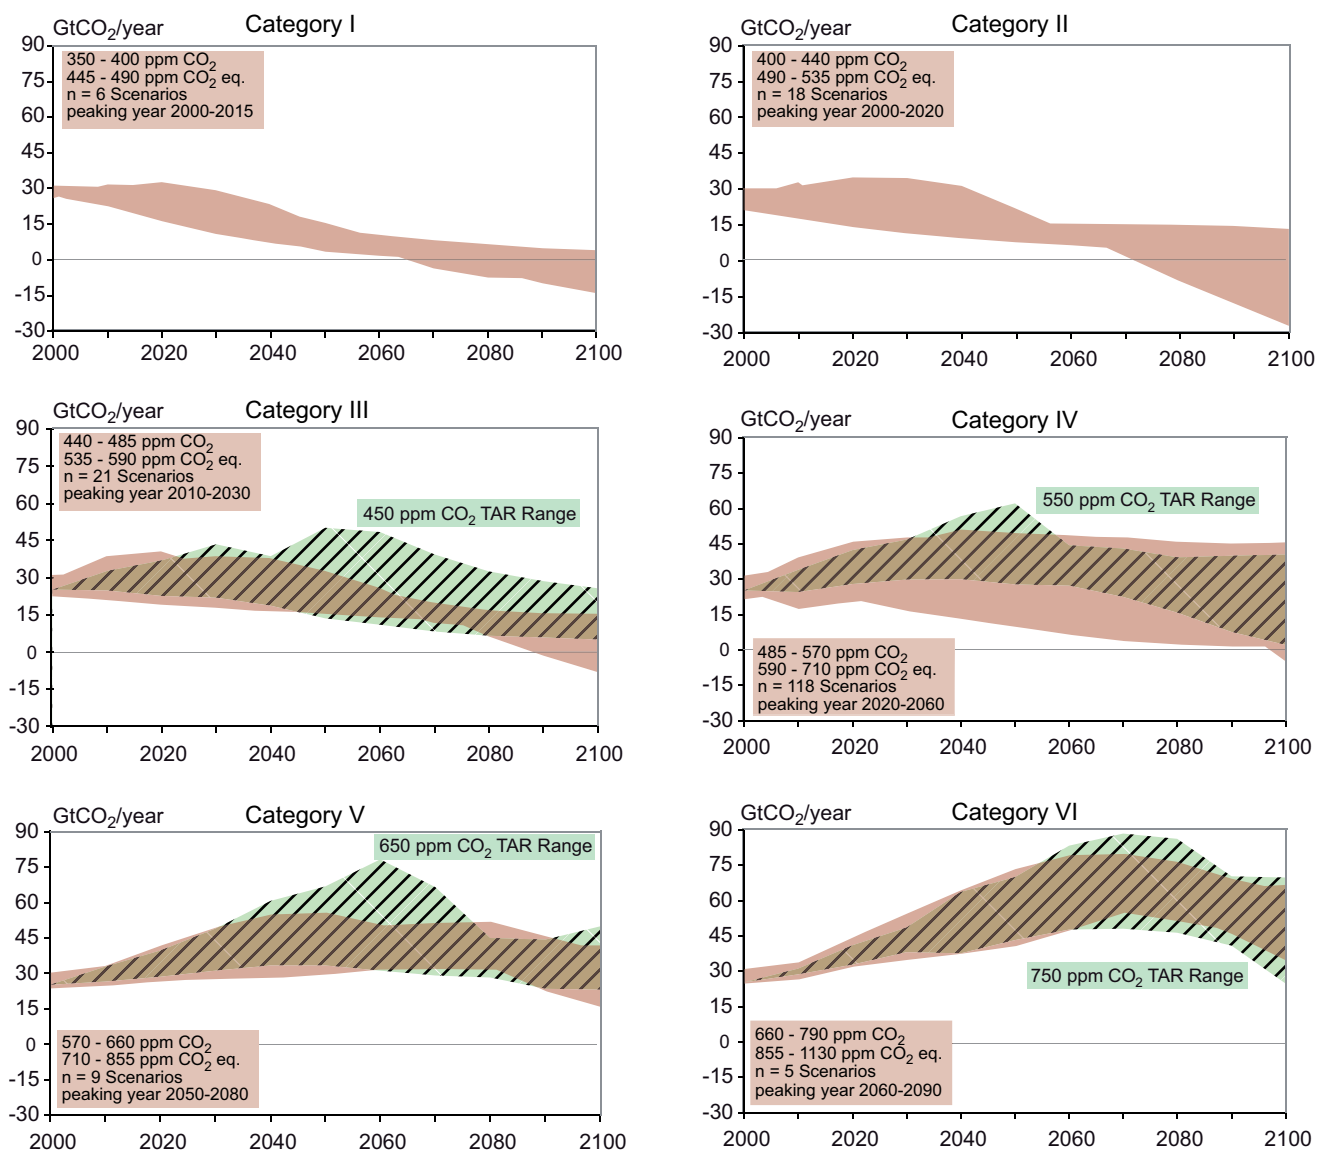 GtCO2/year
Category I
90
75
60
45
30
15
0
-15
-30
350 - 400 ppm CO2
445 - 490 ppm CO2 eq.
n = 6 Scenarios
peaking year 2000-2015
2000 2020 2040 2060 2080 2100
GtCO2/year
Category II
90
75
60
45
30
15
0
-15
-30
400 - 440 ppm CO2
490 - 535 ppm CO2 eq.
n = 18 Scenarios
peaking year 2000-2020
2000 2020 2040 2060 2080 2100
GtCO2/year
Category III
90
75
60
45
30
15
0
-15
-30
440 - 485 ppm CO2
535 - 590 ppm CO2 eq.
n = 21 Scenarios
peaking year 2010-2030
450 ppm CO2 TAR Range
2000 2020 2040 2060 2080 2100
GtCO2/year
Category IV
90
75
60
45
30
15
0
-15
-30
550 ppm CO2 TAR Range
485 - 570 ppm CO2
590 - 710 ppm CO2 eq.
n = 118 Scenarios
peaking year 2020-2060
2000 2020 2040 2060 2080 2100
GtCO2/year
Category V
90
75
60
45
30
15
0
-15
-30
650 ppm CO2 TAR Range
570 - 660 ppm CO2
710 - 855 ppm CO2 eq.
n = 9 Scenarios
peaking year 2050-2080
2000 2020 2040 2060 2080 2100
GtCO2/year
Category VI
90
75
60
45
30
15
0
-15
-30
750 ppm CO2 TAR Range
660 - 790 ppm CO2
855 - 1130 ppm CO2 eq.
n = 5 Scenarios
peaking year 2060-2090
2000 2020 2040 2060 2080 2100